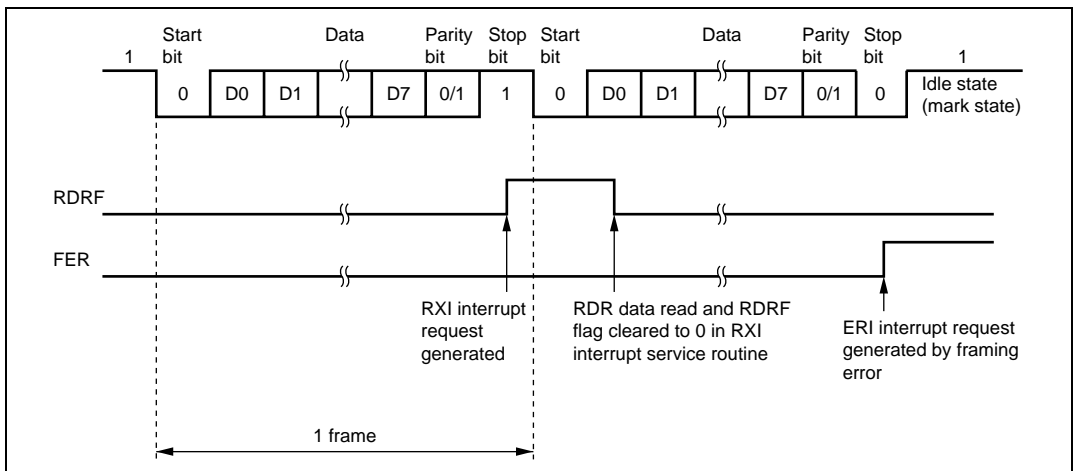 Start bit
Data
Parity bit
Stop bit
Start bit
Data
Parity bit
Stop bit
1
1
0
D0
D1
D7
0/1
1
0
D0
D1
D7
0/1
0
Idle state
(mark state)
RDRF
FER
RXI interrupt
request
generated
RDR data read and RDRF
flag cleared to 0 in RXI
interrupt service routine
ERI interrupt request
generated by framing
error
1 frame